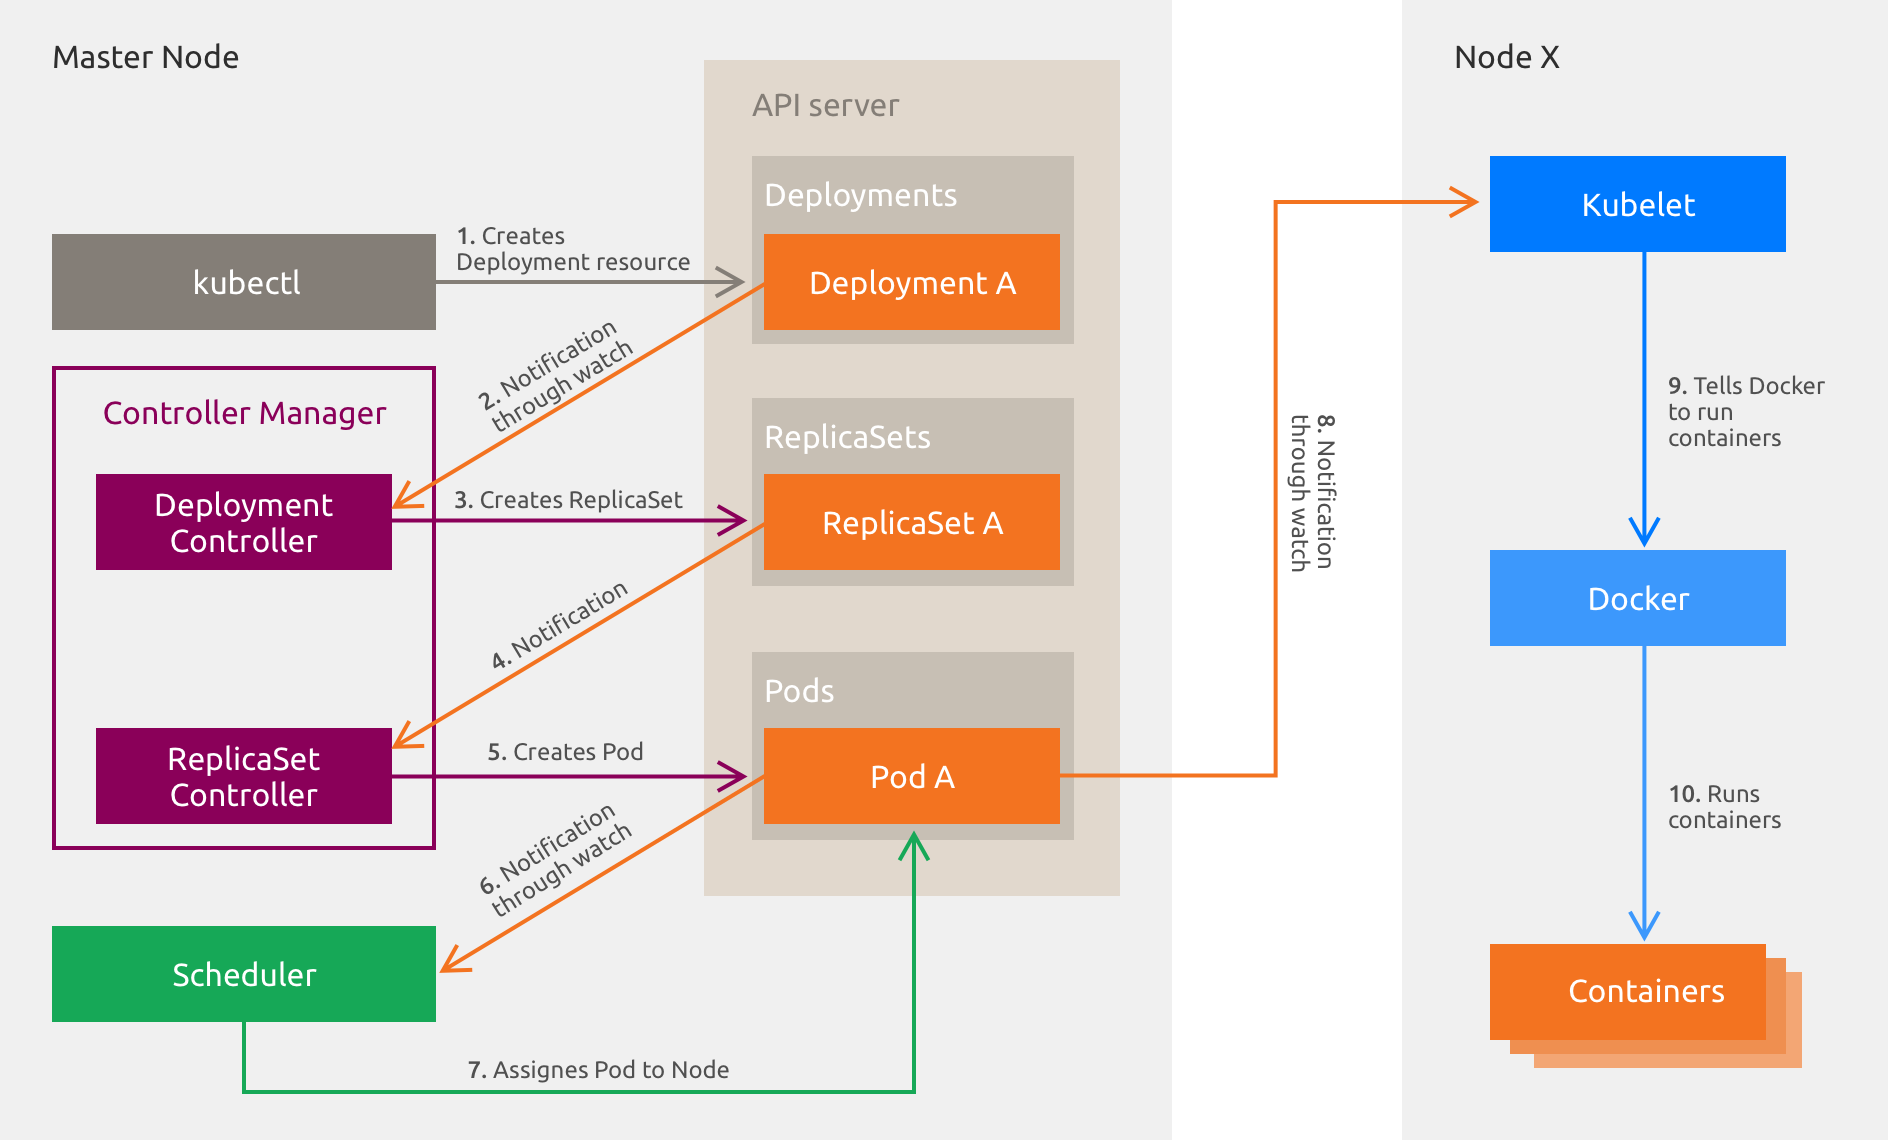 Master Node
API server
Deployments
Deployment A
kubectl
1. Creates
Deployment resource
2. Notification
through watch
Controller Manager
Deployment
Controller
3. Creates ReplicaSet
ReplicaSets
ReplicaSet A
4. Notification
ReplicaSet
Controller
5. Creates Pod
Pods
Pod A
6. Notification
through watch
Scheduler
7. Assignes Pod to Node
8. Notification
through watch
Node X
Kubelet
9. Tells Docker
to run
containers
Docker
10. Runs
containers
Containers